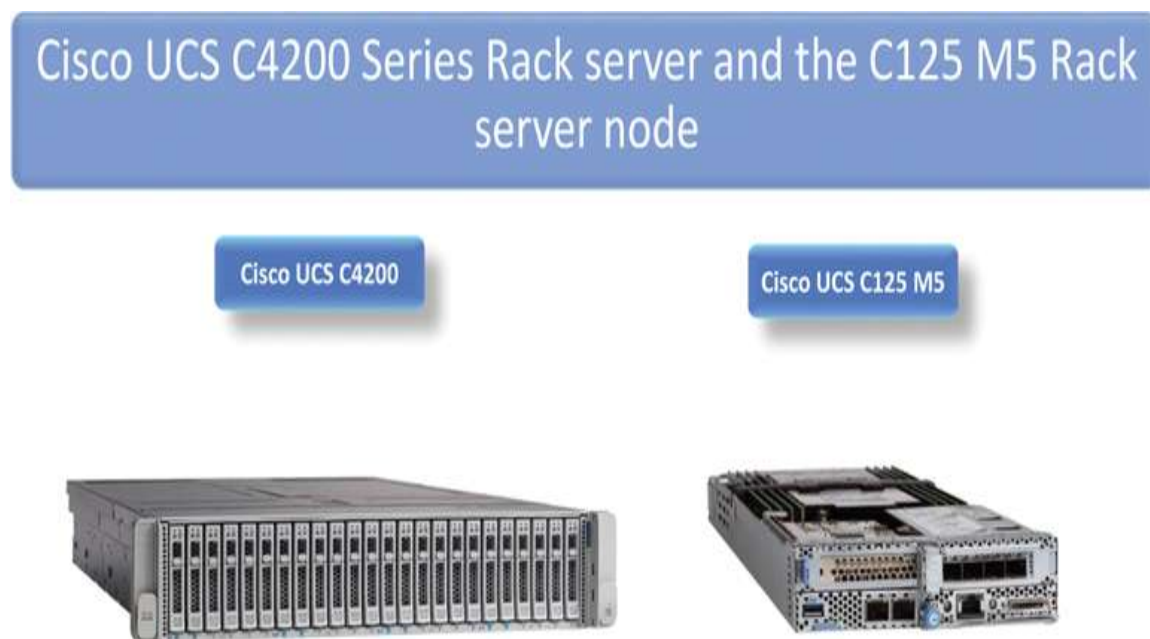 Cisco UCS C4200 Series Rack server and the C125 M5 Rack
server node
Cisco UCS C4200
Cisco UCS C125 M5